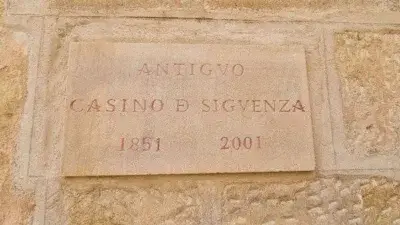 ANTIGVO
CASINO Đ SIGVENZA
1851 2001